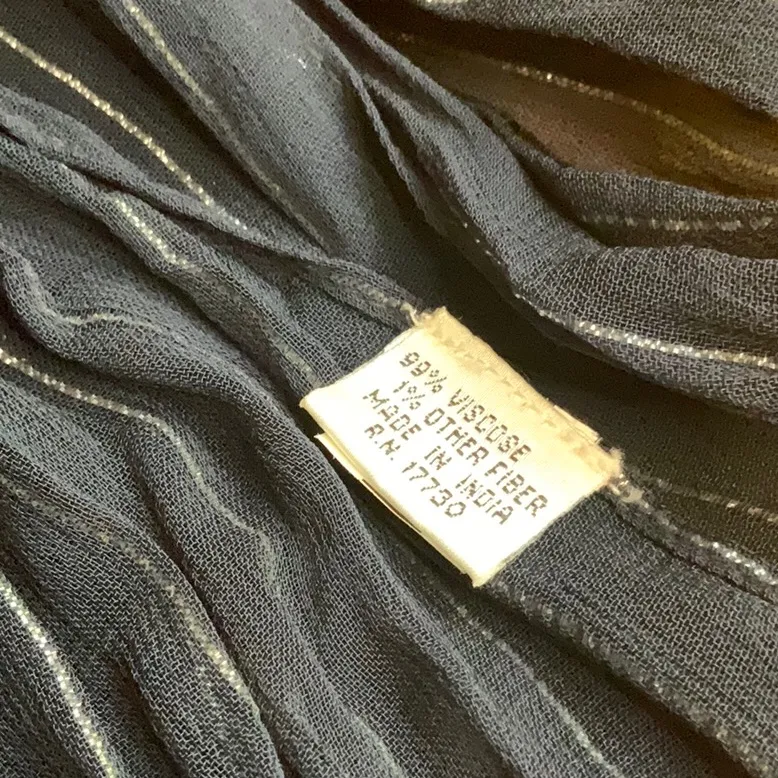 99% VISCOSE
1% OTHER FIBER
MADE IN INDIA
R.N. 17730